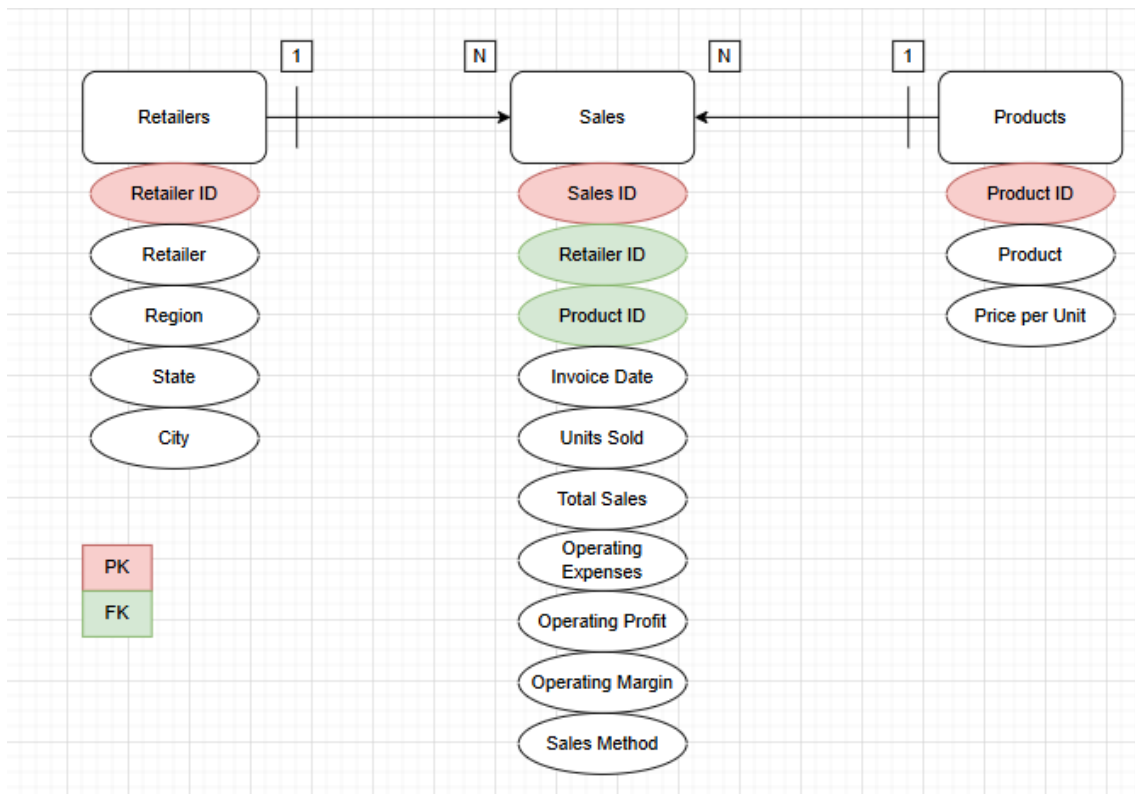 1
N
N
1
Retailers
Sales
Products
Retailer ID
Sales ID
Product ID
Retailer
Retailer ID
Product
Region
Product ID
Price per Unit
State
Invoice Date
City
Units Sold
Total Sales
Operating
Expenses
PK
FK
Operating Profit
Operating Margin
Sales Method